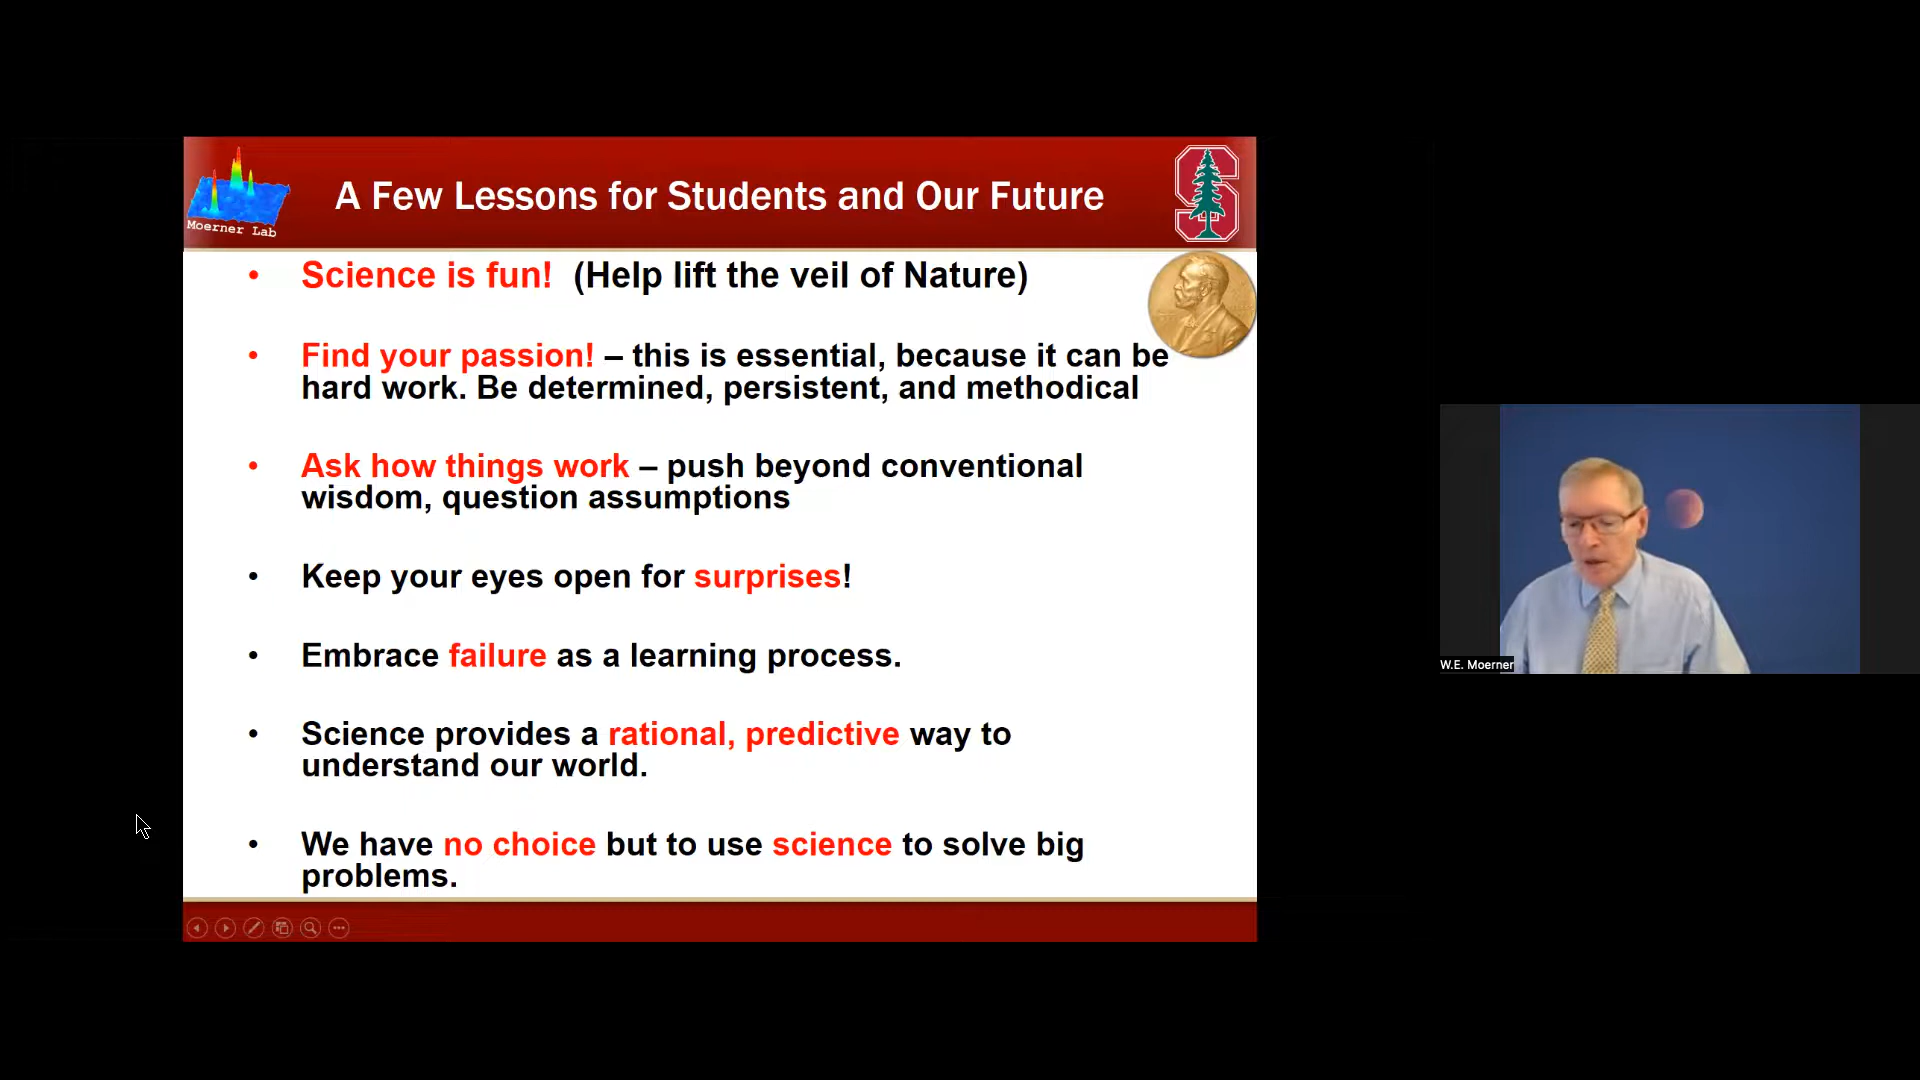 Moerner Lab
A Few Lessons for Students and Our Future
• Science is fun! (Help lift the veil of Nature)
• Find your passion! – this is essential, because it can be
hard work. Be determined, persistent, and methodical
• Ask how things work – push beyond conventional
wisdom, question assumptions
• Keep your eyes open for surprises!
• Embrace failure as a learning process.
• Science provides a rational, predictive way to
understand our world.
• We have no choice but to use science to solve big
problems.
W.E. Moerner